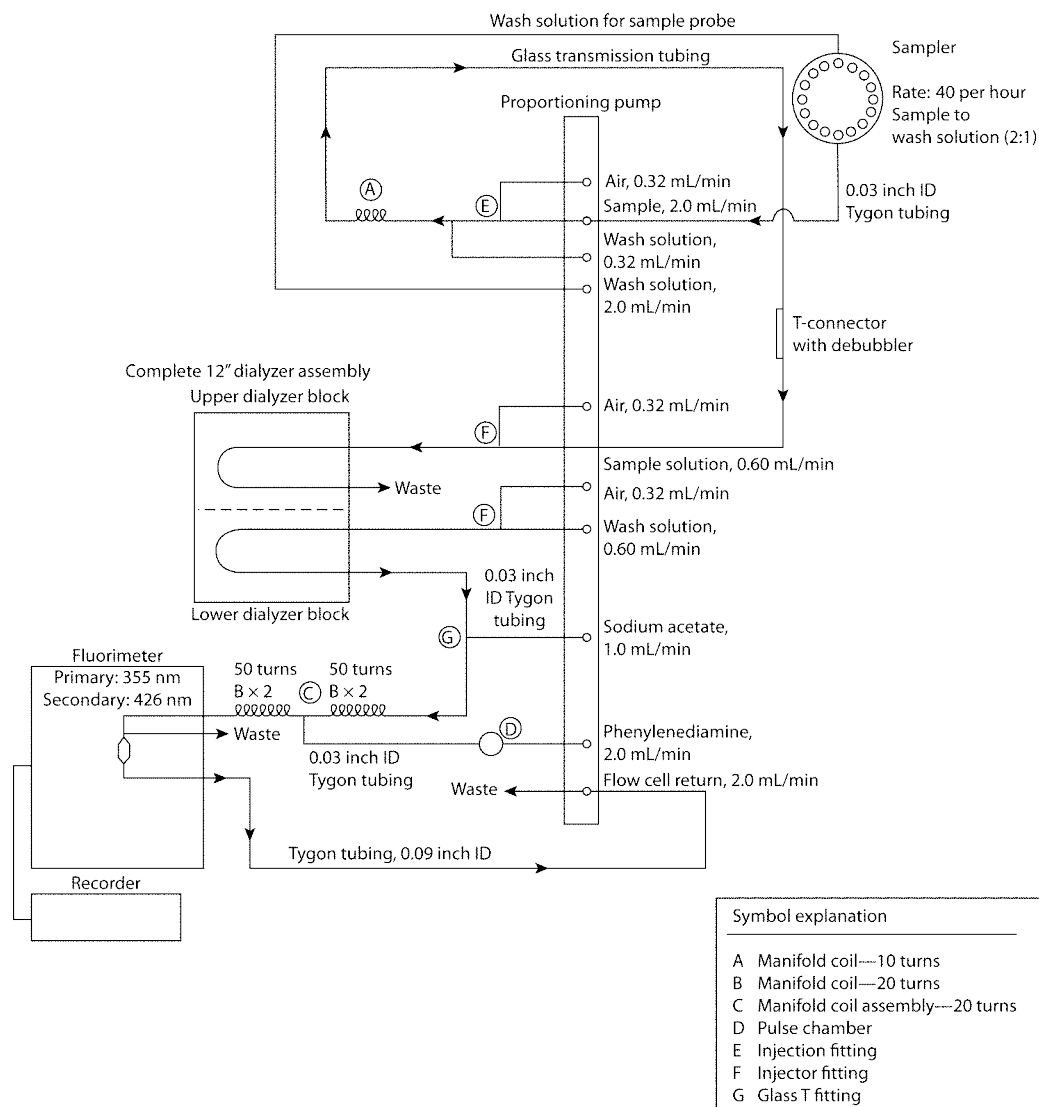 Wash solution for sample probe
Glass transmission tubing
Sampler
Rate: 40 per hour
Sample to
wash solution (2:1)
Proportioning pump
A
E
Air, 0.32 mL/min
Sample, 2.0 mL/min
0.03 inch ID
Tygon tubing
Wash solution,
0.32 mL/min
Wash solution,
2.0 mL/min
T-connector
with debubbler
Complete 12" dialyzer assembly
Upper dialyzer block
Air, 0.32 mL/min
F
Sample solution, 0.60 mL/min
Waste
Air, 0.32 mL/min
F
Wash solution,
0.60 mL/min
0.03 inch
ID Tygon
tubing
Lower dialyzer block
G
Sodium acetate,
1.0 mL/min
Fluorimeter
Primary: 355 nm
Secondary: 426 nm
50 turns
B × 2
C
50 turns
B × 2
D
Waste
Phenylenediamine,
2.0 mL/min
0.03 inch ID
Tygon tubing
Flow cell return, 2.0 mL/min
Waste
Tygon tubing, 0.09 inch ID
Recorder
Symbol explanation
A Manifold coil—10 turns
B Manifold coil—20 turns
C Manifold coil assembly—20 turns
D Pulse chamber
E Injection fitting
F Injector fitting
G Glass T fitting